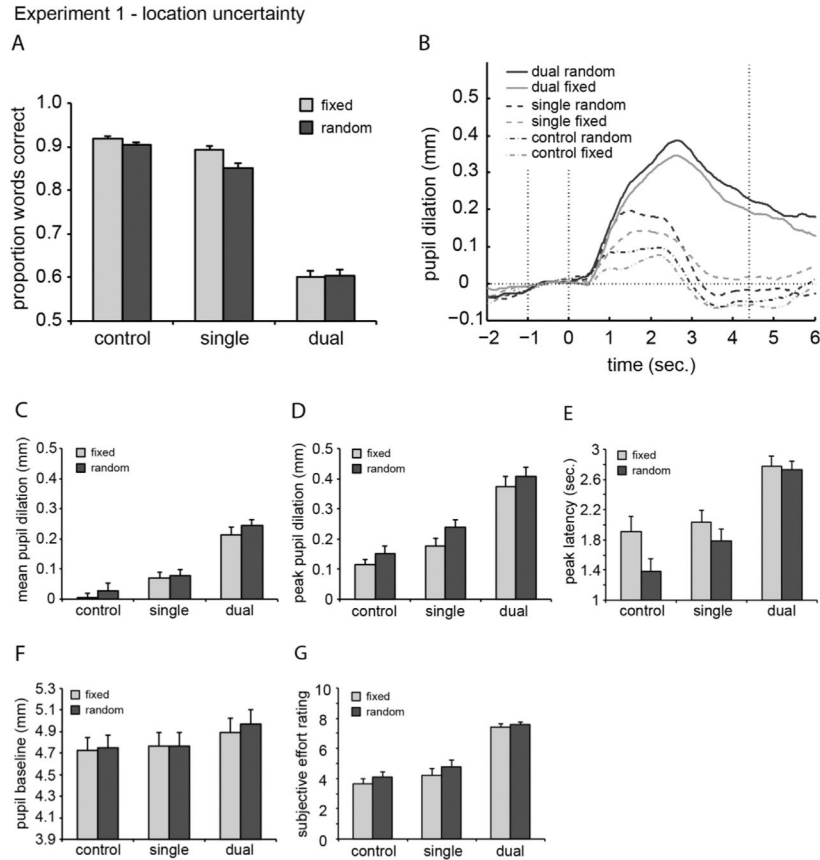 Experiment 1 - location uncertainty
A
proportion words correct
1.0
0.9
0.8
0.7
0.6
0.5
fixed
random
control single dual
B
pupil dilation (mm)
0.5
0.4
0.3
0.2
0.1
0
−0.1
dual random
dual fixed
single random
single fixed
control random
control fixed
−2 −1 0 1 2 3 4 5 6
time (sec.)
C
mean pupil dilation (mm)
0.5
0.4
0.3
0.2
0.1
0
fixed
random
control single dual
D
peak pupil dilation (mm)
0.5
0.4
0.3
0.2
0.1
0
fixed
random
control single dual
E
peak latency (sec.)
3
2.6
2.2
1.8
1.4
1
fixed
random
control single dual
F
pupil baseline (mm)
5.3
5.1
4.9
4.7
4.5
4.3
4.1
3.9
fixed
random
control single dual
G
subjective effort rating
10
8
6
4
2
0
fixed
random
control single dual